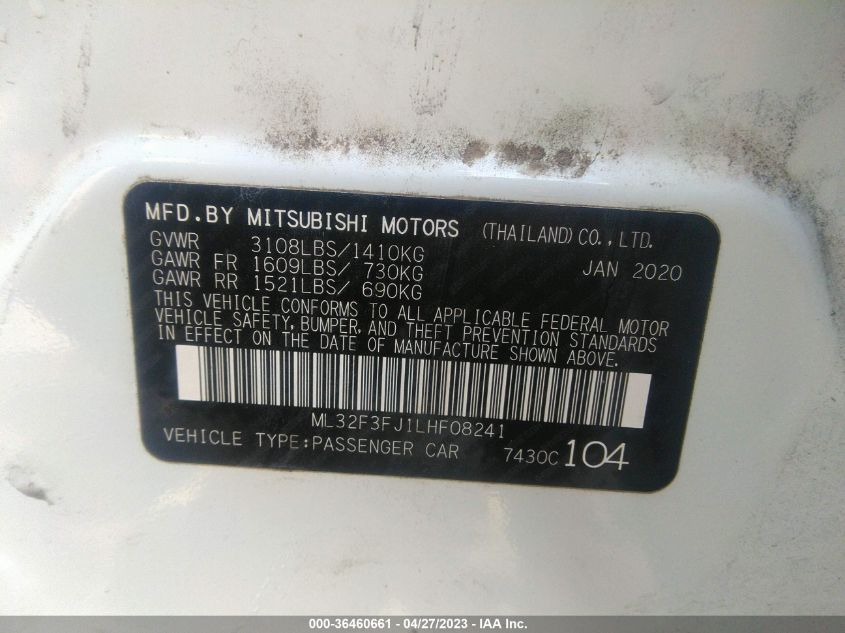 MFD.BY MITSUBISHI MOTORS (THAILAND)CO.,LTD.
GVWR 3108LBS/1410KG JAN 2020
GAWR FR 1609LBS/ 730KG
GAWR RR 1521LBS/ 690KG
THIS VEHICLE CONFORMS TO ALL APPLICABLE FEDERAL MOTOR
VEHICLE SAFETY, BUMPER, AND THEFT PREVENTION STANDARDS
IN EFFECT ON THE DATE OF MANUFACTURE SHOWN ABOVE.
ML32F3FJ1LHF08241
VEHICLE TYPE:PASSENGER CAR 7430C 104
000-36460661 - 04/27/2023 - IAA Inc.